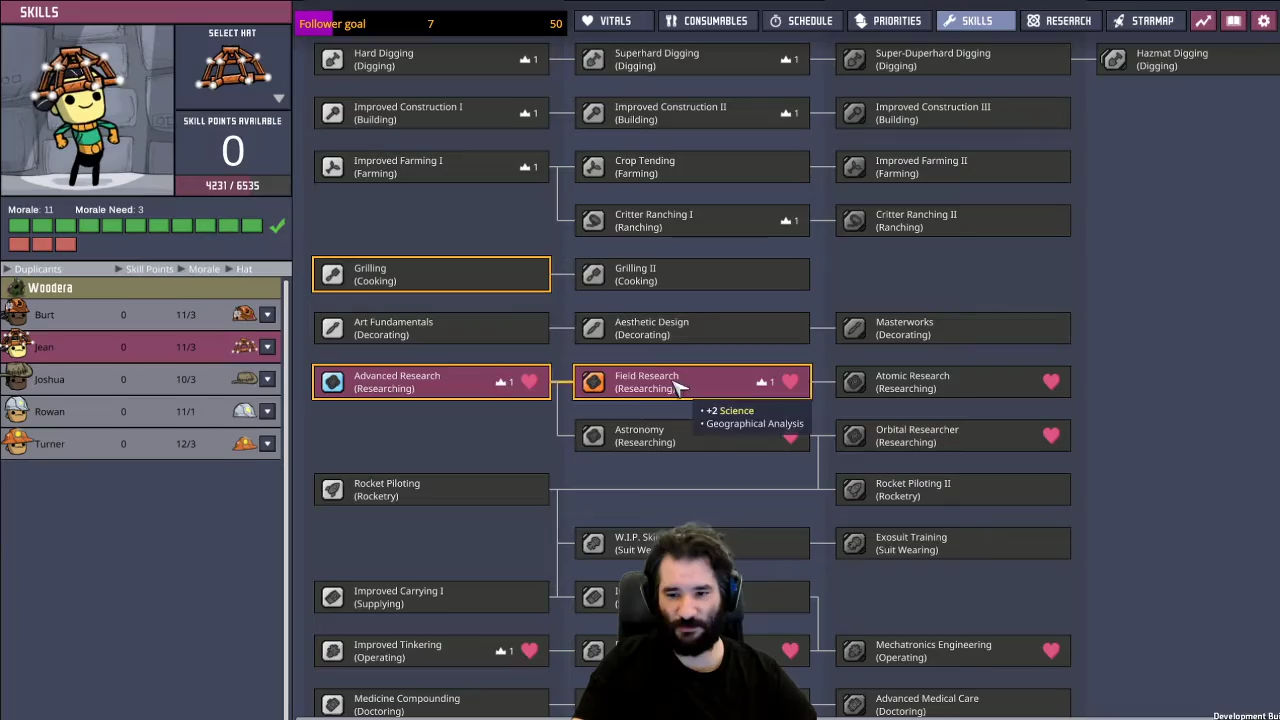 SKILLS
Follower goal 7 50
VITALS
CONSUMABLES
SCHEDULE
PRIORITIES
SKILLS
RESEARCH
STARMAP
SELECT HAT
SKILL POINTS AVAILABLE
0
4231 / 6535
Morale: 11 Morale Need: 3
Duplicants Skill Points Morale Hat
Woodera
Burt 0 11/3
Jean 0 11/3
Joshua 0 10/3
Rowan 0 11/1
Turner 0 12/3
Hard Digging
(Digging)
1
Superhard Digging
(Digging)
1
Super-Duperhard Digging
(Digging)
Hazmat Digging
(Digging)
Improved Construction I
(Building)
1
Improved Construction II
(Building)
1
Improved Construction III
(Building)
Improved Farming I
(Farming)
1
Crop Tending
(Farming)
Improved Farming II
(Farming)
Critter Ranching I
(Ranching)
1
Critter Ranching II
(Ranching)
Grilling
(Cooking)
Grilling II
(Cooking)
Art Fundamentals
(Decorating)
Aesthetic Design
(Decorating)
Masterworks
(Decorating)
Advanced Research
(Researching)
1
Field Research
(Researching)
1
Atomic Research
(Researching)
• +2 Science
• Geographical Analysis
Astronomy
(Researching)
Orbital Researcher
(Researching)
Rocket Piloting
(Rocketry)
Rocket Piloting II
(Rocketry)
W.I.P. Ski
(Suit We
Exosuit Training
(Suit Wearing)
Improved Carrying I
(Supplying)
Improved Tinkering
(Operating)
1
Mechatronics Engineering
(Operating)
Medicine Compounding
(Doctoring)
Advanced Medical Care
(Doctoring)
Development Bu